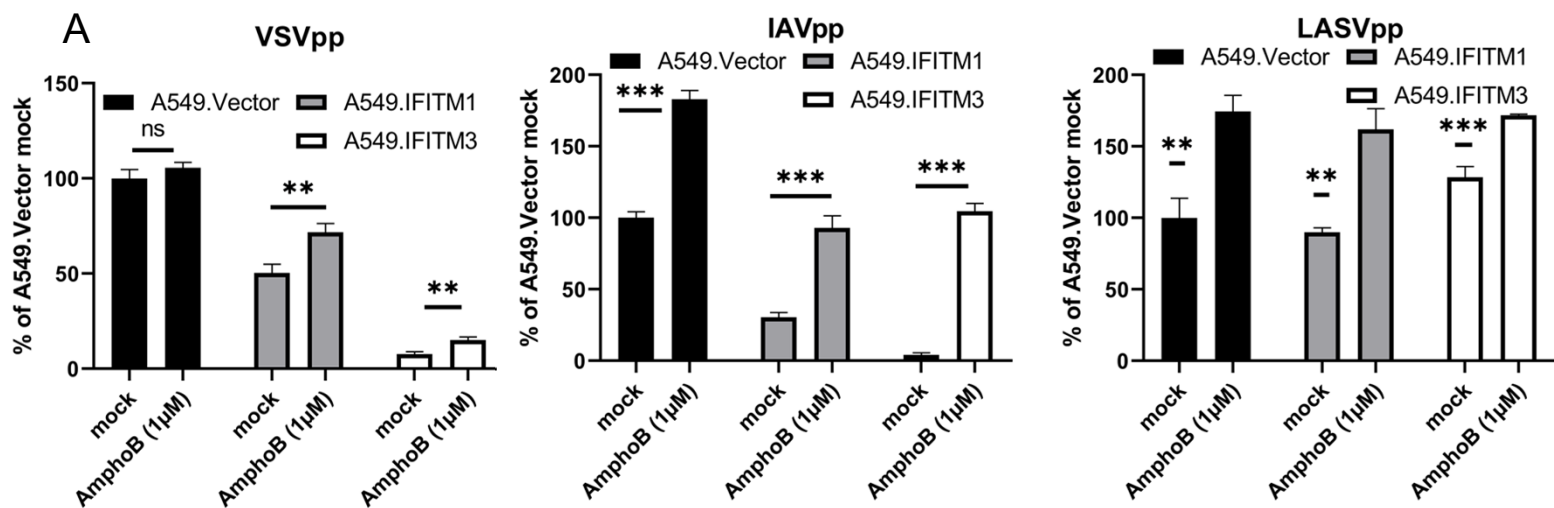 A
VSVpp
% of A549.Vector mock
150
100
50
0
A549.Vector
A549.IFITM1
A549.IFITM3
ns
**
**
mock
AmphoB (1µM)
mock
AmphoB (1µM)
mock
AmphoB (1µM)
IAVpp
% of A549.Vector mock
200
150
100
50
0
A549.Vector
A549.IFITM1
A549.IFITM3
***
***
***
mock
AmphoB (1µM)
mock
AmphoB (1µM)
mock
AmphoB (1µM)
LASVpp
% of A549.Vector mock
200
150
100
50
0
A549.Vector
A549.IFITM1
A549.IFITM3
**
**
***
mock
AmphoB (1µM)
mock
AmphoB (1µM)
mock
AmphoB (1µM)